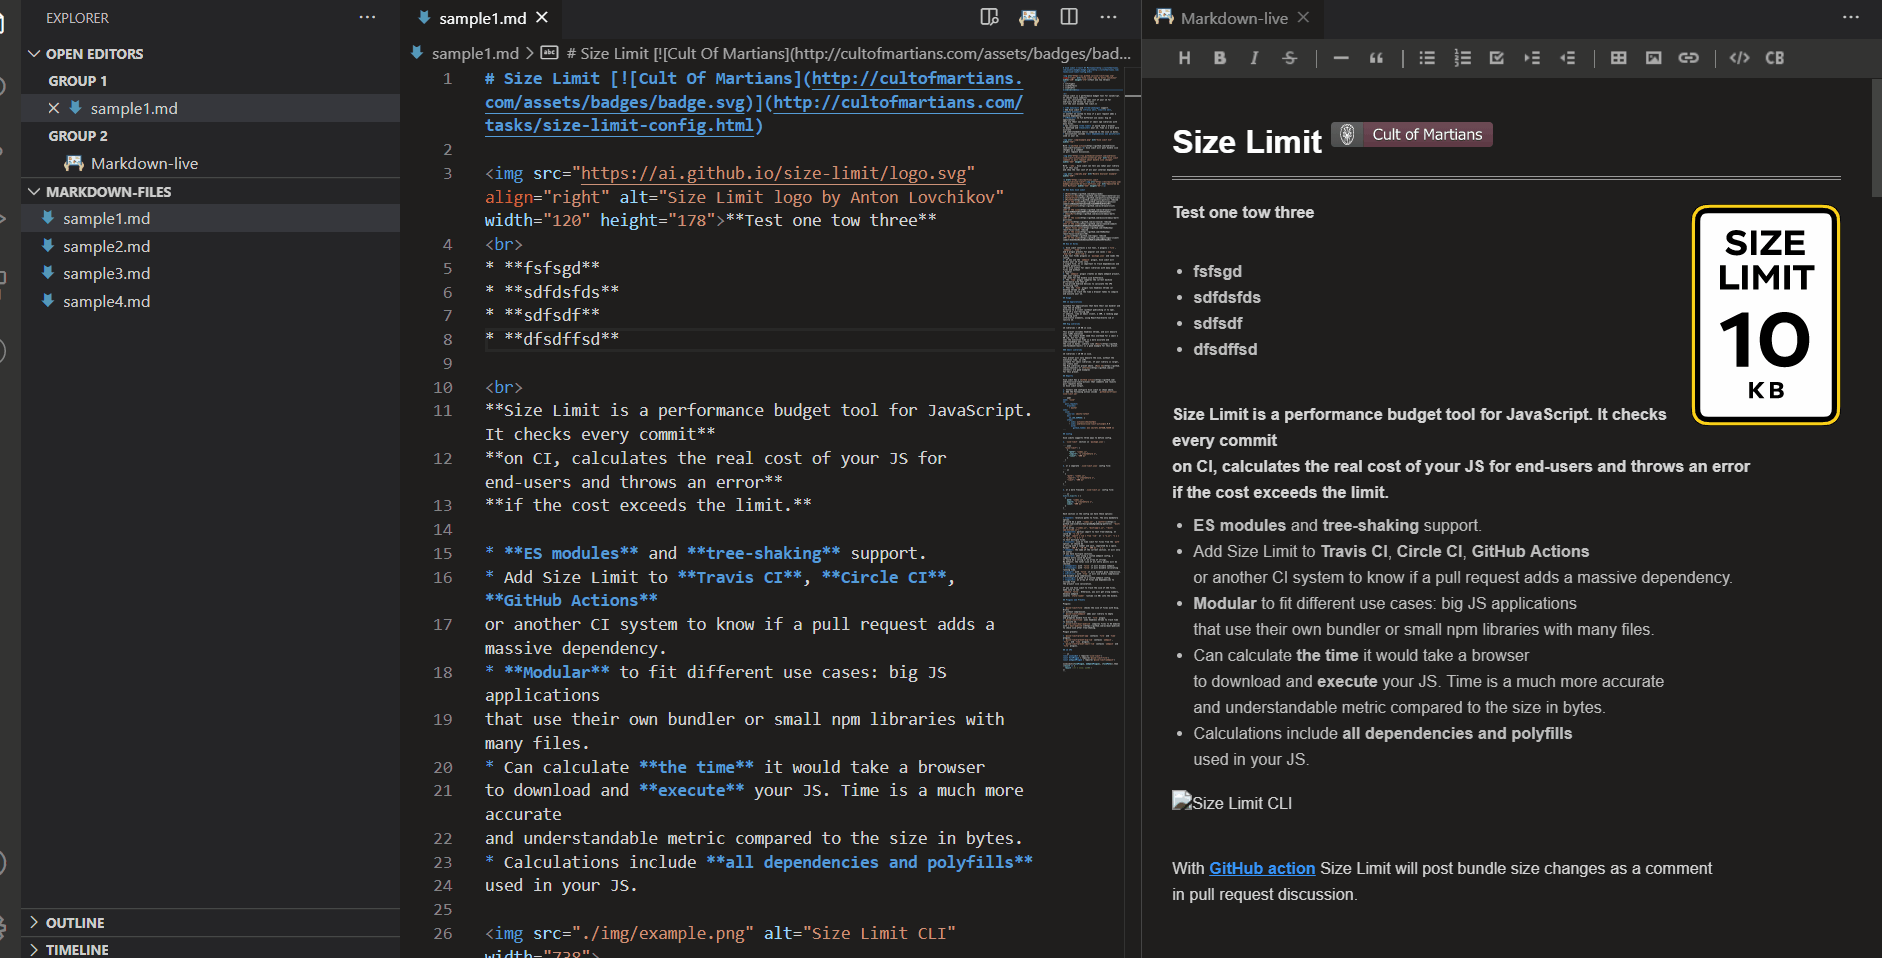 EXPLORER
OPEN EDITORS
GROUP 1
sample1.md
GROUP 2
Markdown-live
MARKDOWN-FILES
sample1.md
sample2.md
sample3.md
sample4.md
OUTLINE
TIMELINE
sample1.md
sample1.md > abc # Size Limit [![Cult Of Martians](http://cultofmartians.com/assets/badges/bad...
1 # Size Limit [![Cult Of Martians](http://cultofmartians.
com/assets/badges/badge.svg)](http://cultofmartians.com/
tasks/size-limit-config.html)
2
3 <img src="https://ai.github.io/size-limit/logo.svg"
align="right" alt="Size Limit logo by Anton Lovchikov"
width="120" height="178">**Test one tow three**
4 <br>
5 * **fsfsgd**
6 * **sdfdsfds**
7 * **sdfsdf**
8 * **dfsdffsd**
9
10 <br>
11 **Size Limit is a performance budget tool for JavaScript.
It checks every commit**
12 **on CI, calculates the real cost of your JS for
end-users and throws an error**
13 **if the cost exceeds the limit.**
14
15 * **ES modules** and **tree-shaking** support.
16 * Add Size Limit to **Travis CI**, **Circle CI**,
**GitHub Actions**
17 or another CI system to know if a pull request adds a
massive dependency.
18 * **Modular** to fit different use cases: big JS
applications
19 that use their own bundler or small npm libraries with
many files.
20 * Can calculate **the time** it would take a browser
21 to download and **execute** your JS. Time is a much more
accurate
22 and understandable metric compared to the size in bytes.
23 * Calculations include **all dependencies and polyfills**
24 used in your JS.
25
26 <img src="./img/example.png" alt="Size Limit CLI"
width="738">
Markdown-live
H B I S </> CB
Size Limit Cult of Martians
Test one tow three
SIZE
LIMIT
10
KB
• fsfsgd
• sdfdsfds
• sdfsdf
• dfsdffsd
Size Limit is a performance budget tool for JavaScript. It checks
every commit
on CI, calculates the real cost of your JS for end-users and throws an error
if the cost exceeds the limit.
• ES modules and tree-shaking support.
• Add Size Limit to Travis CI, Circle CI, GitHub Actions
or another CI system to know if a pull request adds a massive dependency.
• Modular to fit different use cases: big JS applications
that use their own bundler or small npm libraries with many files.
• Can calculate the time it would take a browser
to download and execute your JS. Time is a much more accurate
and understandable metric compared to the size in bytes.
• Calculations include all dependencies and polyfills
used in your JS.
Size Limit CLI
With GitHub action Size Limit will post bundle size changes as a comment
in pull request discussion.